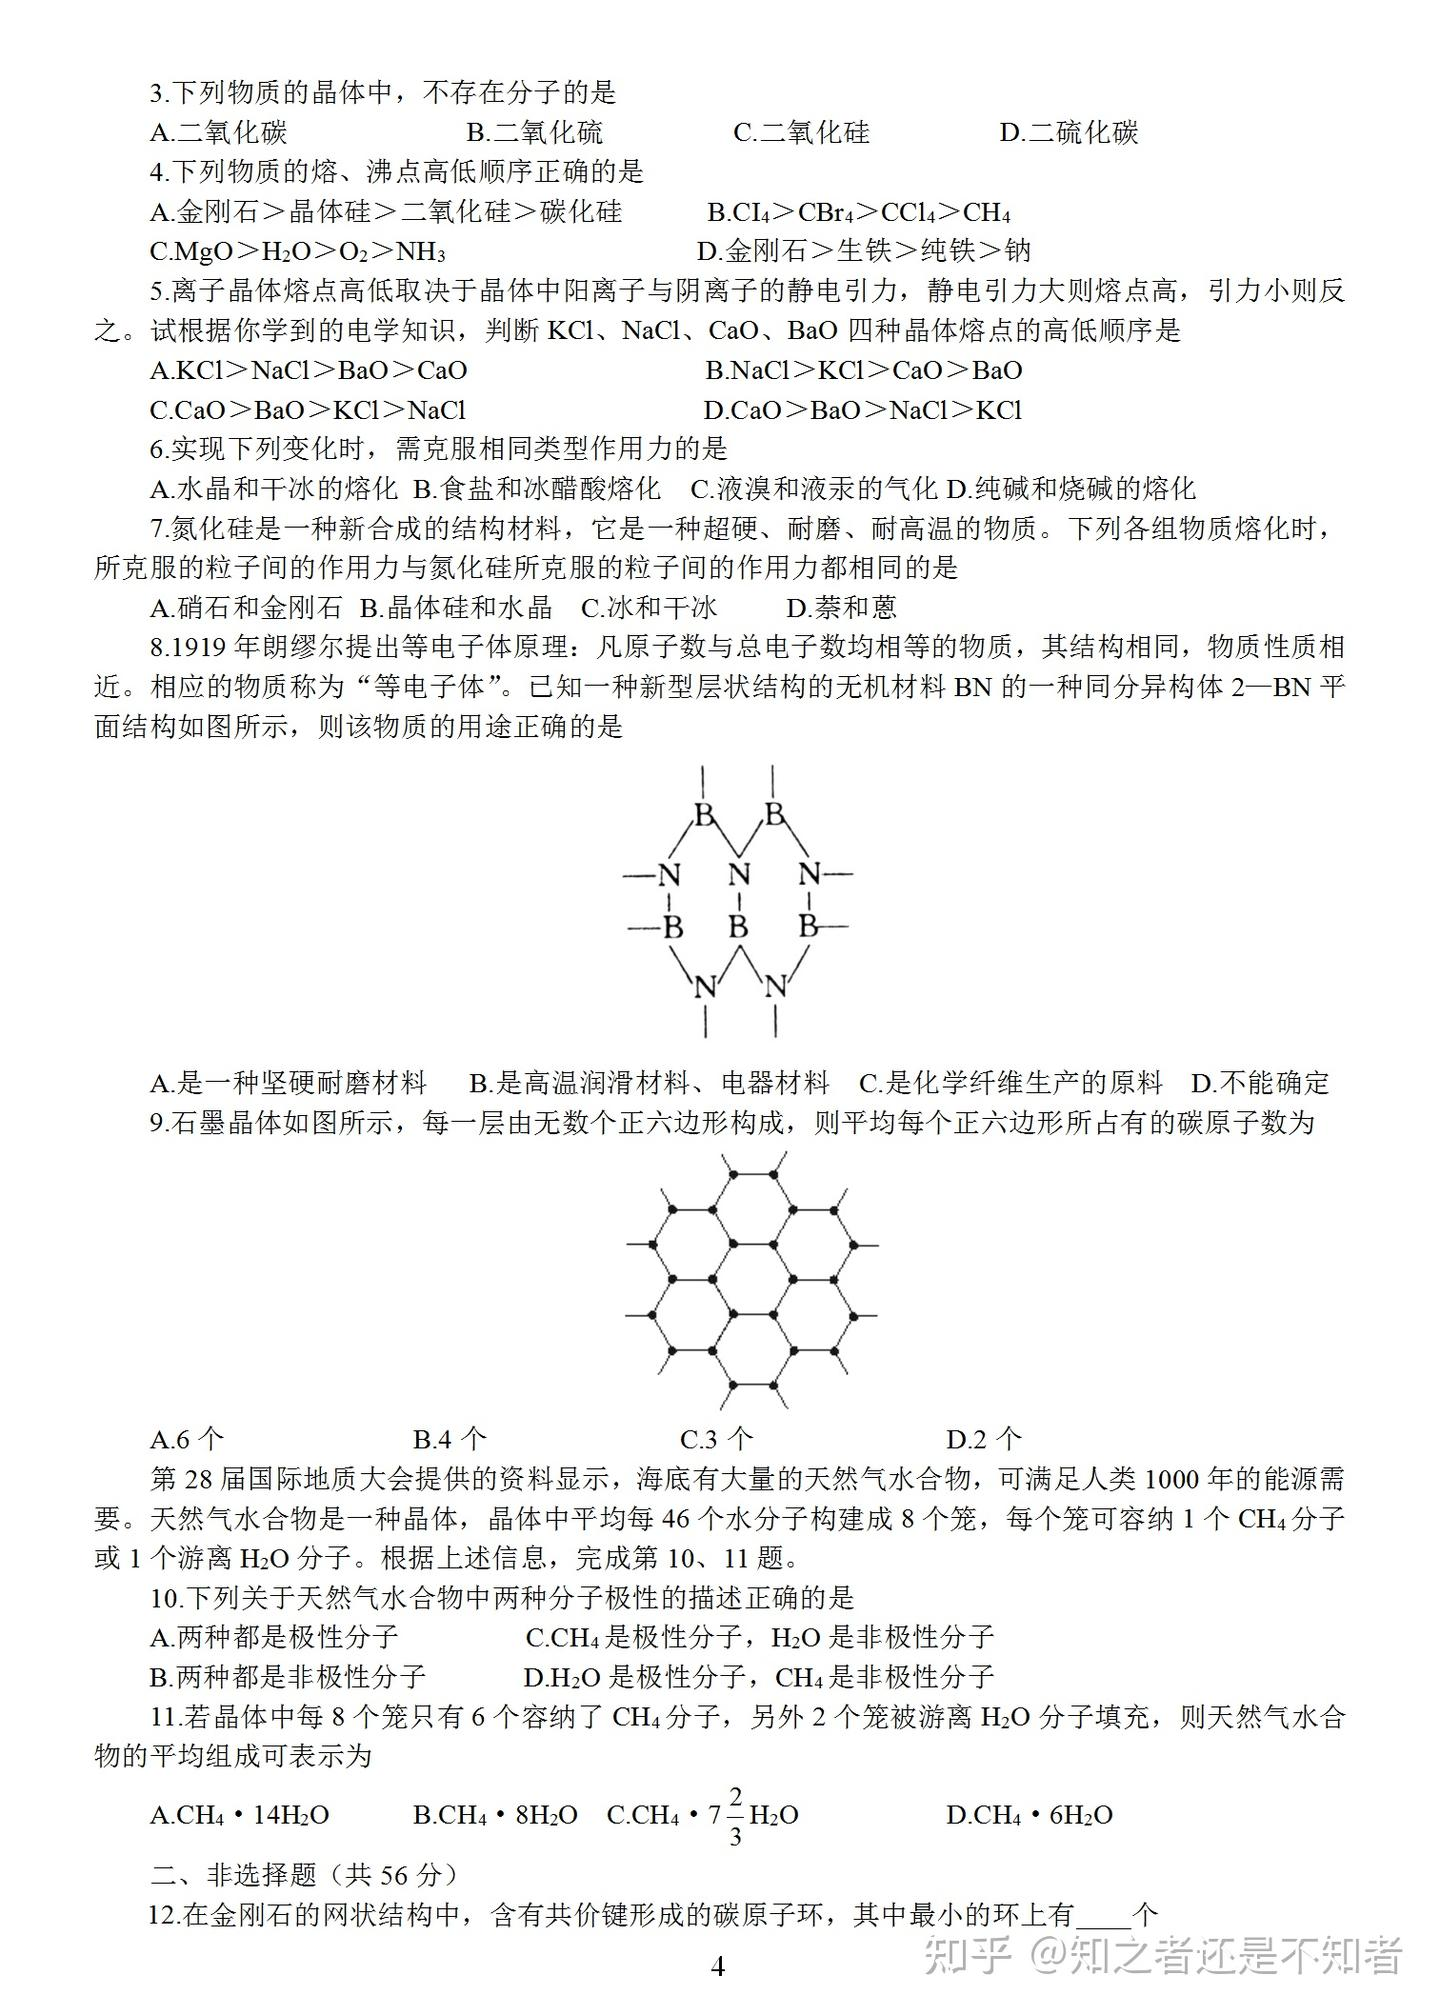 3.下列物质的晶体中，不存在分子的是
A.二氧化碳 B.二氧化硫 C.二氧化硅 D.二硫化碳
4.下列物质的熔、沸点高低顺序正确的是
A.金刚石＞晶体硅＞二氧化硅＞碳化硅 B.CI₄＞CBr₄＞CCl₄＞CH₄
C.MgO＞H₂O＞O₂＞NH₃ D.金刚石＞生铁＞纯铁＞钠
5.离子晶体熔点高低取决于晶体中阳离子与阴离子的静电引力，静电引力大则熔点高，引力小则反
之。试根据你学到的电学知识，判断 KCl、NaCl、CaO、BaO 四种晶体熔点的高低顺序是
A.KCl＞NaCl＞BaO＞CaO B.NaCl＞KCl＞CaO＞BaO
C.CaO＞BaO＞KCl＞NaCl D.CaO＞BaO＞NaCl＞KCl
6.实现下列变化时，需克服相同类型作用力的是
A.水晶和干冰的熔化 B.食盐和冰醋酸熔化 C.液溴和液汞的气化 D.纯碱和烧碱的熔化
7.氮化硅是一种新合成的结构材料，它是一种超硬、耐磨、耐高温的物质。下列各组物质熔化时，
所克服的粒子间的作用力与氮化硅所克服的粒子间的作用力都相同的是
A.硝石和金刚石 B.晶体硅和水晶 C.冰和干冰 D.萘和蒽
8.1919 年朗缪尔提出等电子体原理：凡原子数与总电子数均相等的物质，其结构相同，物质性质相
近。相应的物质称为“等电子体”。已知一种新型层状结构的无机材料 BN 的一种同分异构体 2—BN 平
面结构如图所示，则该物质的用途正确的是
B B
N N N
B B B
N N
A.是一种坚硬耐磨材料 B.是高温润滑材料、电器材料 C.是化学纤维生产的原料 D.不能确定
9.石墨晶体如图所示，每一层由无数个正六边形构成，则平均每个正六边形所占有的碳原子数为
A.6 个 B.4 个 C.3 个 D.2 个
第 28 届国际地质大会提供的资料显示，海底有大量的天然气水合物，可满足人类 1000 年的能源需
要。天然气水合物是一种晶体，晶体中平均每 46 个水分子构建成 8 个笼，每个笼可容纳 1 个 CH₄分子
或 1 个游离 H₂O 分子。根据上述信息，完成第 10、11 题。
10.下列关于天然气水合物中两种分子极性的描述正确的是
A.两种都是极性分子 C.CH₄是极性分子，H₂O 是非极性分子
B.两种都是非极性分子 D.H₂O 是极性分子，CH₄是非极性分子
11.若晶体中每 8 个笼只有 6 个容纳了 CH₄分子，另外 2 个笼被游离 H₂O 分子填充，则天然气水合
物的平均组成可表示为
A.CH₄·14H₂O B.CH₄·8H₂O C.CH₄·7 2/3 H₂O D.CH₄·6H₂O
二、非选择题（共 56 分）
12.在金刚石的网状结构中，含有共价键形成的碳原子环，其中最小的环上有____个
4
知乎 @知之者还是不知者